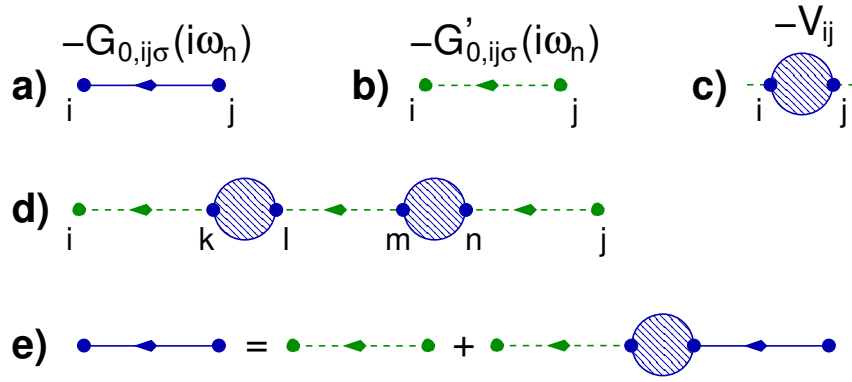 −G₀,ᵢⱼσ(iωₙ) −G′₀,ᵢⱼσ(iωₙ) −Vᵢⱼ
a) b) c)
i j i j i j
d)
i k l m n j
e) = +